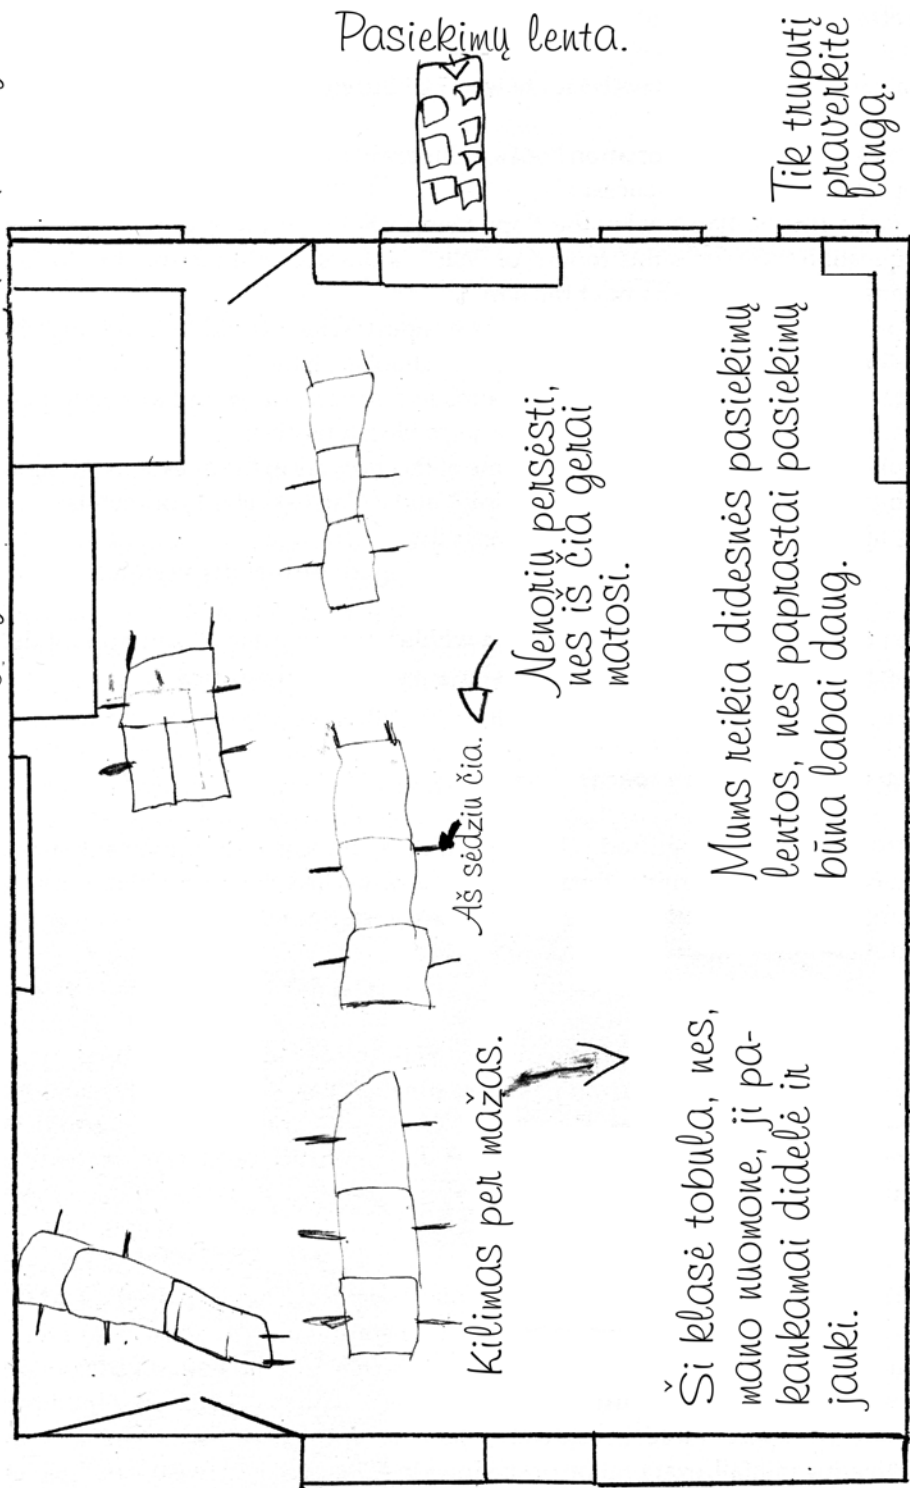 Pasiekimų lenta.
Tik truputį
praverkite
langą.
Nenoriu persėsti,
nes iš čia gerai
matosi.
Aš sėdžiu čia.
Mums reikia didesnės pasiekimų
lentos, nes paprastai pasiekimų
būna labai daug.
Kilimas per mažas.
Ši klasė tobula, nes,
mano nuomone, ji pa-
kankamai didelė ir
jauki.